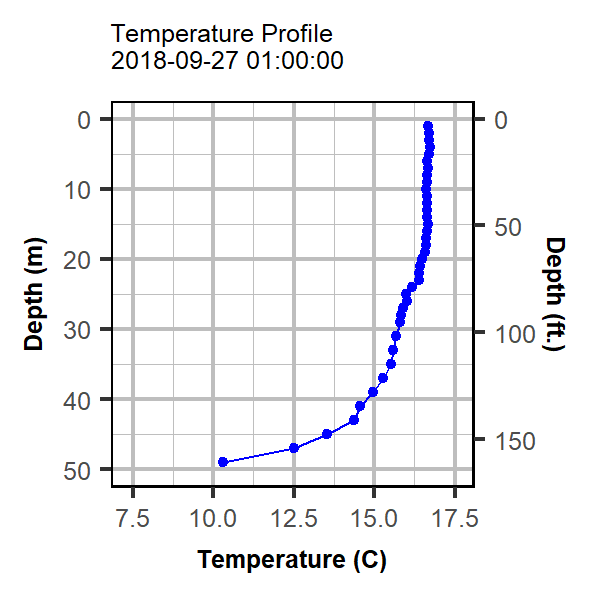 Temperature Profile
2018-09-27 01:00:00
0
10
20
30
40
50
Depth (m)
0
50
100
150
Depth (ft.)
7.5 10.0 12.5 15.0 17.5
Temperature (C)